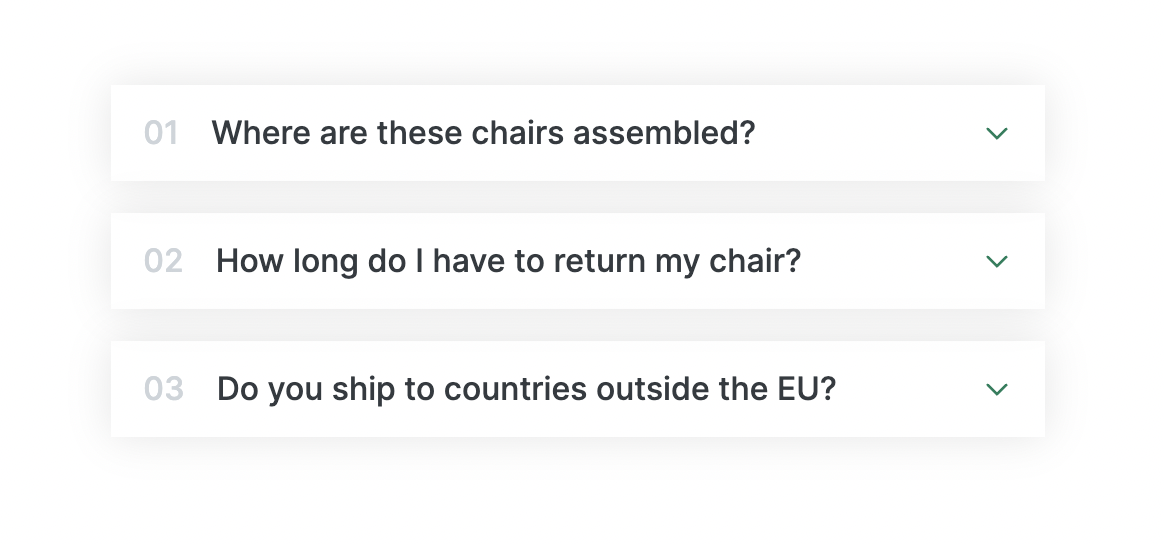 01 Where are these chairs assembled?
02 How long do I have to return my chair?
03 Do you ship to countries outside the EU?